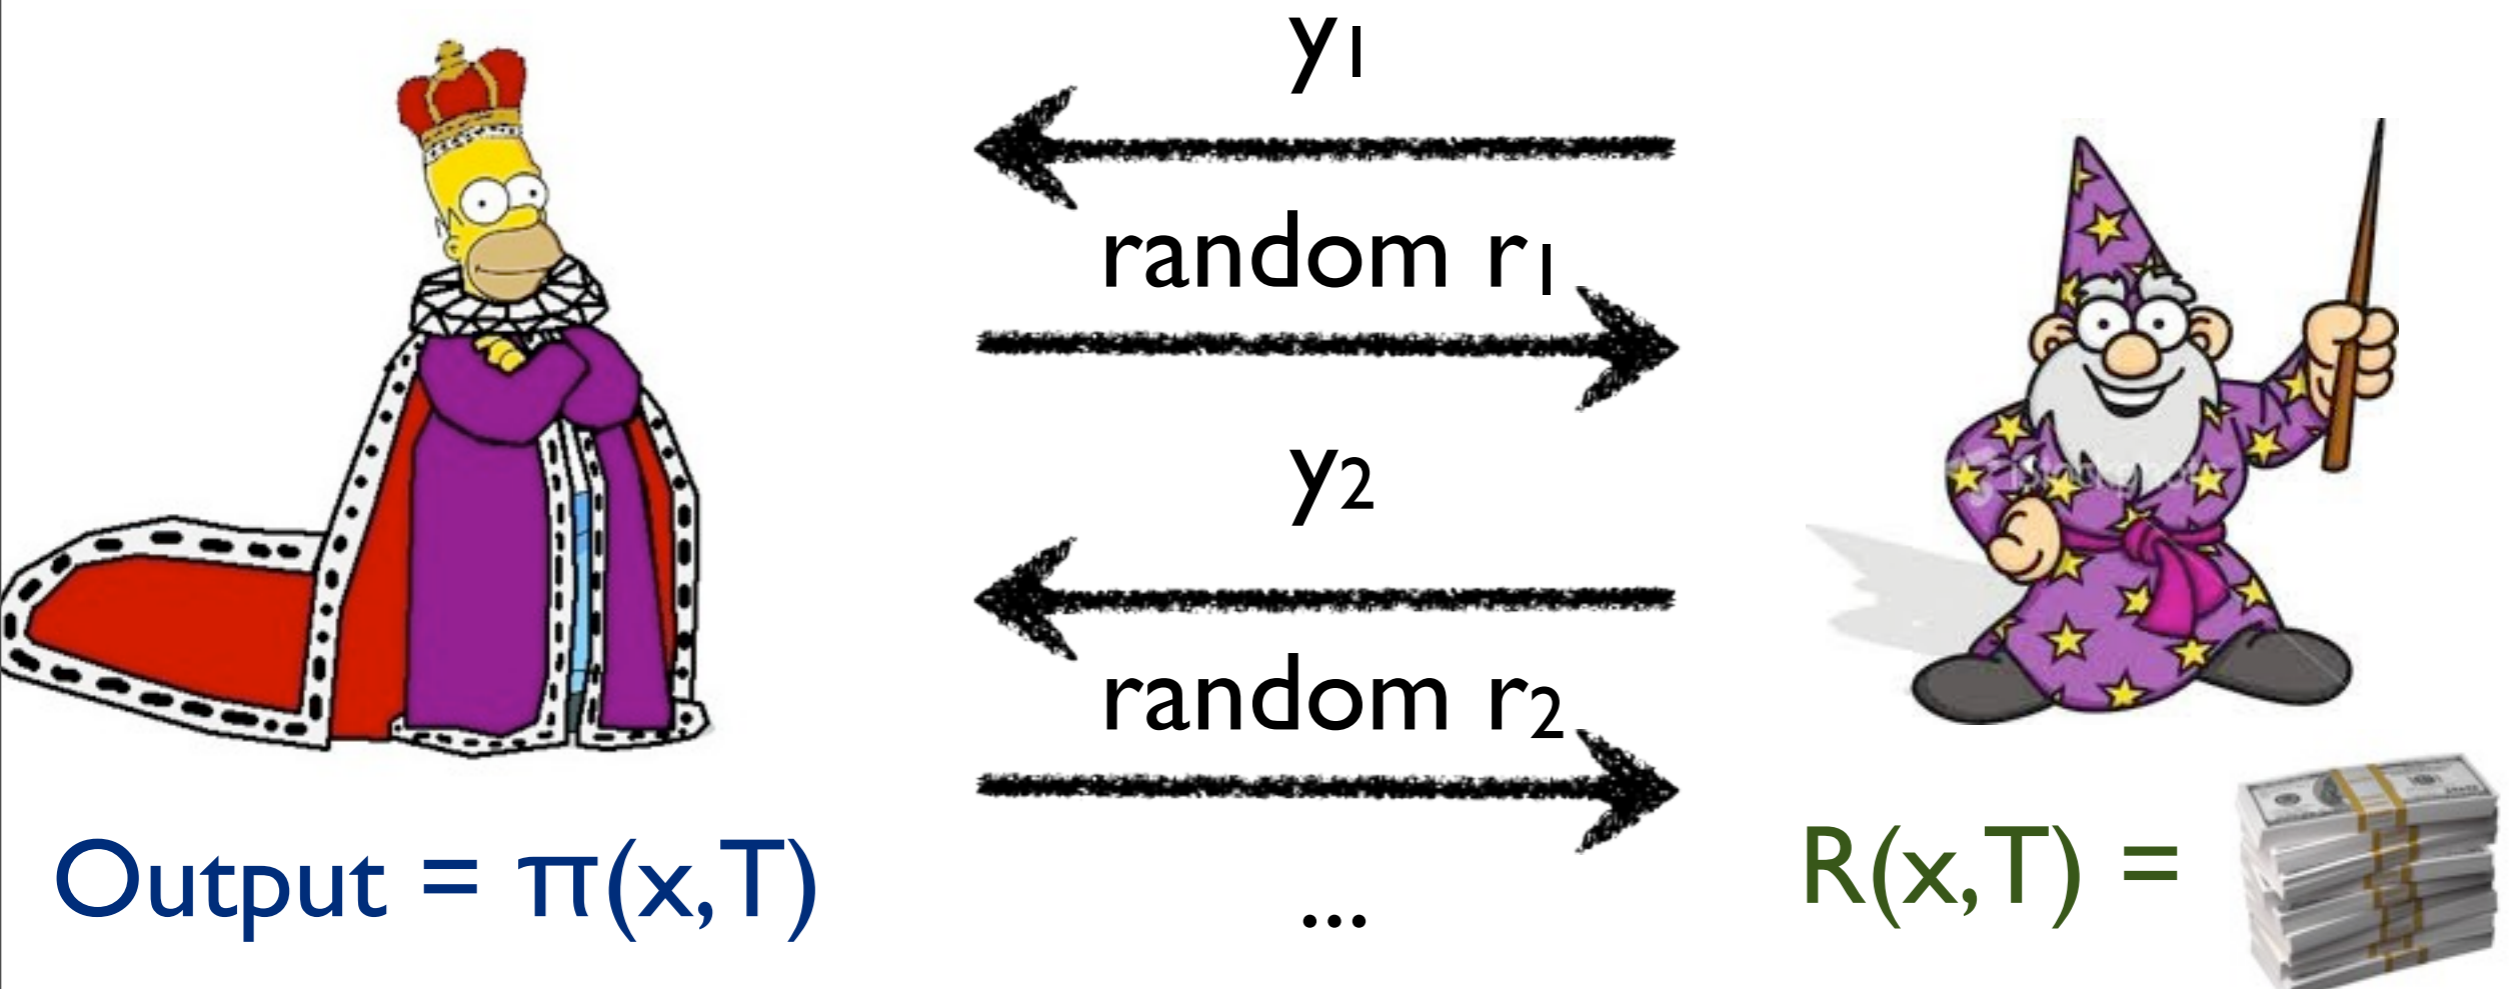 y1
random r1
y2
random r2
Output = π(x,T)
R(x,T) =
...